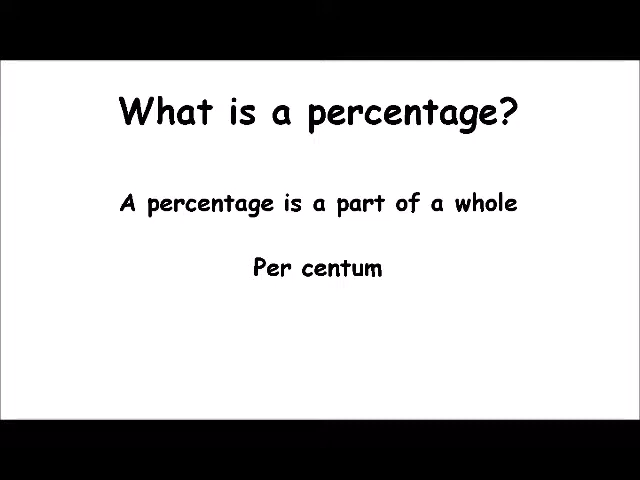 What is a percentage?
A percentage is a part of a whole
Per centum